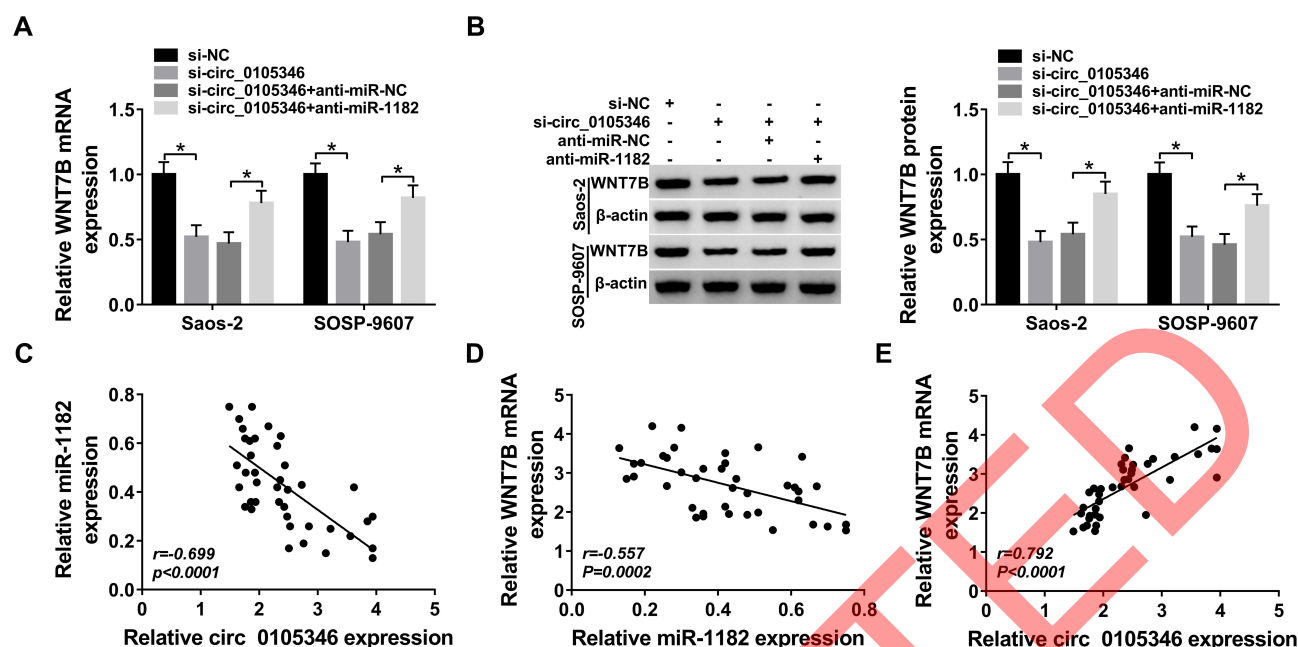 A
si-NC
si-circ_0105346
si-circ_0105346+anti-miR-NC
si-circ_0105346+anti-miR-1182
Relative WNT7B mRNA
expression
1.5
1.0
0.5
0.0
* * * *
Saos-2 SOSP-9607
B
si-NC + - - -
si-circ_0105346 - + + +
anti-miR-NC - - + -
anti-miR-1182 - - - +
Saos-2
WNT7B
β-actin
SOSP-9607
WNT7B
β-actin
si-NC
si-circ_0105346
si-circ_0105346+anti-miR-NC
si-circ_0105346+anti-miR-1182
Relative WNT7B protein
expression
1.5
1.0
0.5
0.0
* * * *
Saos-2 SOSP-9607
C
Relative miR-1182
expression
0.8
0.6
0.4
0.2
0.0
r=-0.699
p<0.0001
0 1 2 3 4 5
Relative circ_0105346 expression
D
Relative WNT7B mRNA
expression
5
4
3
2
1
0
r=-0.557
P=0.0002
0.0 0.2 0.4 0.6 0.8
Relative miR-1182 expression
E
Relative WNT7B mRNA
expression
5
4
3
2
1
0
r=0.792
P<0.0001
0 1 2 3 4 5
Relative circ_0105346 expression
TED